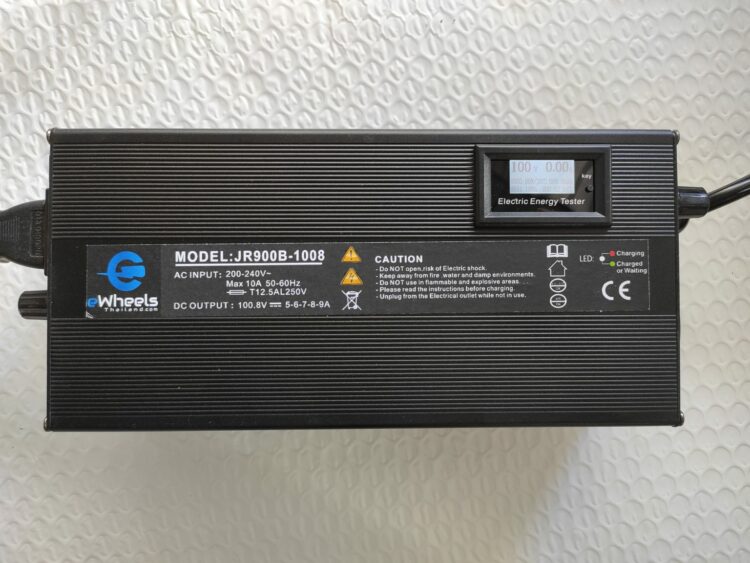 100 0.00
key
Electric Energy Tester
eWheels
Thailand.com
MODEL:JR900B-1008
AC INPUT: 200-240V~
Max 10A 50-60Hz
T12.5AL250V
DC OUTPUT : 100.8V 5-6-7-8-9A
CAUTION
- Do NOT open,risk of Electric shock.
- Keep away from fire ,water and damp environments.
- Do NOT use in flammable and explosive areas. . . .
- Please read the instructions before charging.
- Unplug from the Electrical outlet while not in use.
LED:
Charging
Charged
or Waiting
CE